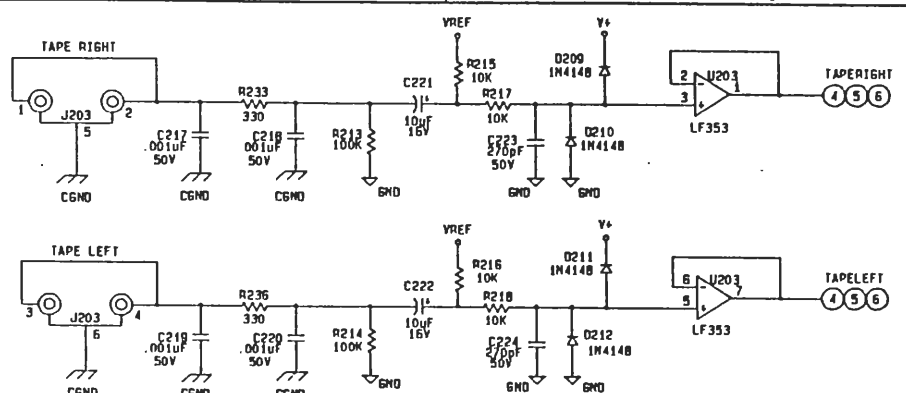 TAPE RIGHT
1
J203
5
2
C217
.001uF
50V
CGND
CGND
R233
330
C218
.001uF
50V
CGND
R213
100K
GND
C221
+
10uF
16V
VREF
R215
10K
R217
10K
C223
270pF
50V
GND
D209
1N4148
V+
D210
1N4148
GND
2
-
3
+
U203
1
LF353
TAPERIGHT
4 5 6
TAPE LEFT
3
J203
6
4
C219
.001uF
50V
CGND
CGND
R236
330
C220
.001uF
50V
CGND
R214
100K
GND
C222
+
10uF
16V
VREF
R216
10K
R218
10K
C224
270pF
50V
GND
D211
1N4148
V+
D212
1N4148
GND
6
-
5
+
U203
7
LF353
TAPELEFT
4 5 6